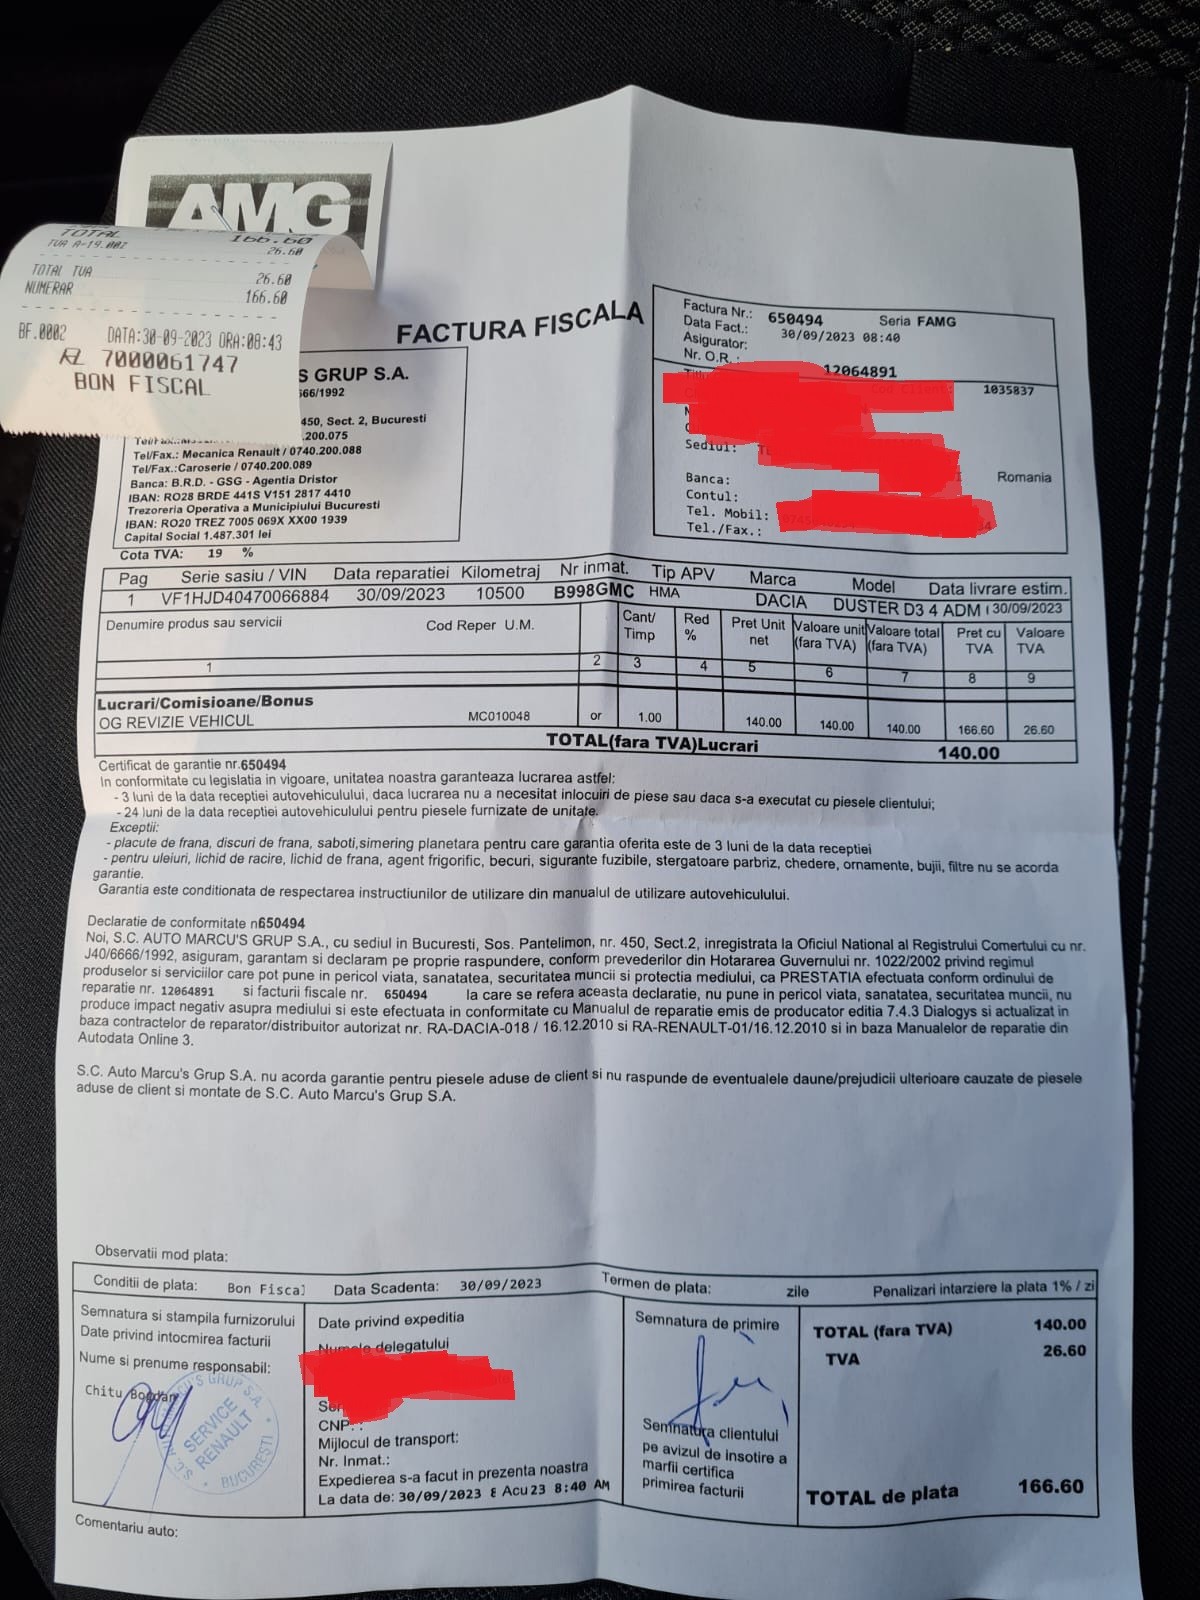 AMG
TOTAL 166.60
TVA A-19.00% 26.60
TOTAL TVA 26.60
NUMERAR 166.60
BF.0002 DATA:30-09-2023 ORA:08:43
7000061747
BON FISCAL
FACTURA FISCALA
Factura Nr.: 650494 Seria FAMG
Data Fact.: 30/09/2023 08:40
Asigurator:
Nr. O.R.: 12064891
Cod Client: 1035837
Sediul:
Romania
Banca:
Contul:
Tel. Mobil:
Tel./Fax.:
S GRUP S.A.
666/1992
450, Sect. 2, Bucuresti
.200.075
Tel/Fax.: Mecanica Renault / 0740.200.088
Tel/Fax.:Caroserie / 0740.200.089
Banca: B.R.D. - GSG - Agentia Dristor
IBAN: RO28 BRDE 441S V151 2817 4410
Trezoreria Operativa a Municipiului Bucuresti
IBAN: RO20 TREZ 7005 069X XX00 1939
Capital Social 1.487.301 lei
Cota TVA: 19 %
Pag Serie sasiu / VIN Data reparatiei Kilometraj Nr inmat. Tip APV Marca Model Data livrare estim.
1 VF1HJD40470066884 30/09/2023 10500 B998GMC HMA DACIA DUSTER D3 4 ADM 30/09/2023
Denumire produs sau servicii Cod Reper U.M. Cant/ Timp Red % Pret Unit net Valoare unit (fara TVA) Valoare total (fara TVA) Pret cu TVA Valoare TVA
1 2 3 4 5 6 7 8 9
Lucrari/Comisioane/Bonus
OG REVIZIE VEHICUL MC010048 or 1.00 140.00 140.00 140.00 166.60 26.60
TOTAL(fara TVA)Lucrari 140.00
Certificat de garantie nr.650494
In conformitate cu legislatia in vigoare, unitatea noastra garanteaza lucrarea astfel:
- 3 luni de la data receptiei autovehiculului, daca lucrarea nu a necesitat inlocuiri de piese sau daca s-a executat cu piesele clientului;
- 24 luni de la data receptiei autovehiculului pentru piesele furnizate de unitate.
Exceptii:
- placute de frana, discuri de frana, saboti,simering planetara pentru care garantia oferita este de 3 luni de la data receptiei
- pentru uleiuri, lichid de racire, lichid de frana, agent frigorific, becuri, sigurante fuzibile, stergatoare parbriz, chedere, ornamente, bujii, filtre nu se acorda
garantie.
Garantia este conditionata de respectarea instructiunilor de utilizare din manualul de utilizare autovehiculului.
Declaratie de conformitate n650494
Noi, S.C. AUTO MARCU'S GRUP S.A., cu sediul in Bucuresti, Sos. Pantelimon, nr. 450, Sect.2, inregistrata la Oficiul National al Registrului Comertului cu nr.
J40/6666/1992, asiguram, garantam si declaram pe proprie raspundere, conform prevederilor din Hotararea Guvernului nr. 1022/2002 privind regimul
produselor si serviciilor care pot pune in pericol viata, sanatatea, securitatea muncii si protectia mediului, ca PRESTATIA efectuata conform ordinului de
reparatie nr. 12064891 si facturii fiscale nr. 650494 la care se refera aceasta declaratie, nu pune in pericol viata, sanatatea, securitatea muncii, nu
produce impact negativ asupra mediului si este efectuata in conformitate cu Manualul de reparatie emis de producator editia 7.4.3 Dialogys si actualizat in
baza contractelor de reparator/distribuitor autorizat nr. RA-DACIA-018 / 16.12.2010 si RA-RENAULT-01/16.12.2010 si in baza Manualelor de reparatie din
Autodata Online 3.
S.C. Auto Marcu's Grup S.A. nu acorda garantie pentru piesele aduse de client si nu raspunde de eventualele daune/prejudicii ulterioare cauzate de piesele
aduse de client si montate de S.C. Auto Marcu's Grup S.A.
Observatii mod plata:
Conditii de plata: Bon Fiscal Data Scadenta: 30/09/2023 Termen de plata: zile Penalizari intarziere la plata 1% / zi
Semnatura si stampila furnizorului
Date privind intocmirea facturii
Nume si prenume responsabil:
Chitu Bogdan
SERVICE
RENAULT
BUCURESTI
Date privind expeditia
Numele delegatului
CNP:
Mijlocul de transport:
Nr. Inmat.:
Expedierea s-a facut in prezenta noastra
La data de: 30/09/2023 8 Acu23 8:40 AM
Semnatura de primire
Semnatura clientului
pe avizul de insotire a
marfii certifica
primirea facturii
TOTAL (fara TVA) 140.00
TVA 26.60
TOTAL de plata 166.60
Comentariu auto: